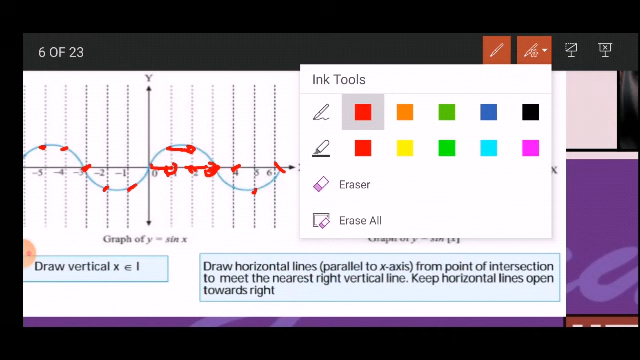 6 OF 23
Ink Tools
Eraser
Erase All
Y
-5 -3 -2 -1 0 1 2 4 5 6
X
Graph of y = sin x
Graph of y = sin [x]
Draw vertical x ∈ I
Draw horizontal lines (parallel to x-axis) from point of intersection
to meet the nearest right vertical line. Keep horizontal lines open
towards right